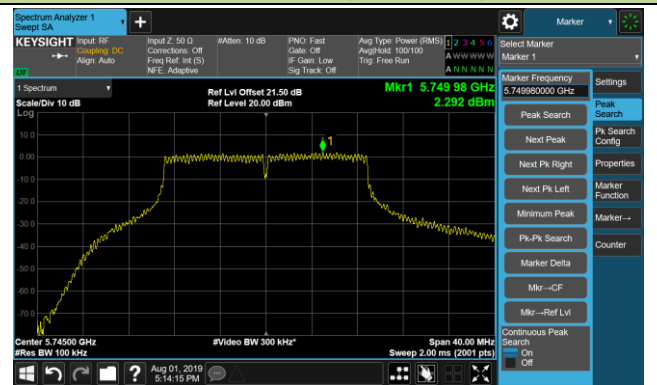 Spectrum Analyzer 1
Swept SA
Marker
KEYSIGHT
Input: RF
Coupling: DC
Align: Auto
Input Z: 50 Ω
Corrections: Off
Freq Ref: Int (S)
NFE: Adaptive
#Atten: 10 dB
PNO: Fast
Gate: Off
IF Gain: Low
Sig Track: Off
Avg Type: Power (RMS)
Avg|Hold: 100/100
Trig: Free Run
1 2 3 4 5 6
A W W W W W
A N N N N N
Select Marker
Marker 1
LXI
1 Spectrum
Scale/Div 10 dB
Log
Ref Lvl Offset 21.50 dB
Ref Level 20.00 dBm
Mkr1 5.749 98 GHz
2.292 dBm
10.0
0.00
-10.0
-20.0
-30.0
-40.0
-50.0
-60.0
-70.0
1
Center 5.74500 GHz
#Res BW 100 kHz
#Video BW 300 kHz*
Span 40.00 MHz
Sweep 2.00 ms (2001 pts)
Marker Frequency
5.749980000 GHz
Peak Search
Next Peak
Next Pk Right
Next Pk Left
Minimum Peak
Pk-Pk Search
Marker Delta
Mkr→CF
Mkr→Ref Lvl
Continuous Peak
Search
On
Off
Settings
Peak
Search
Pk Search
Config
Properties
Marker
Function
Marker→
Counter
Aug 01, 2019
5:14:15 PM